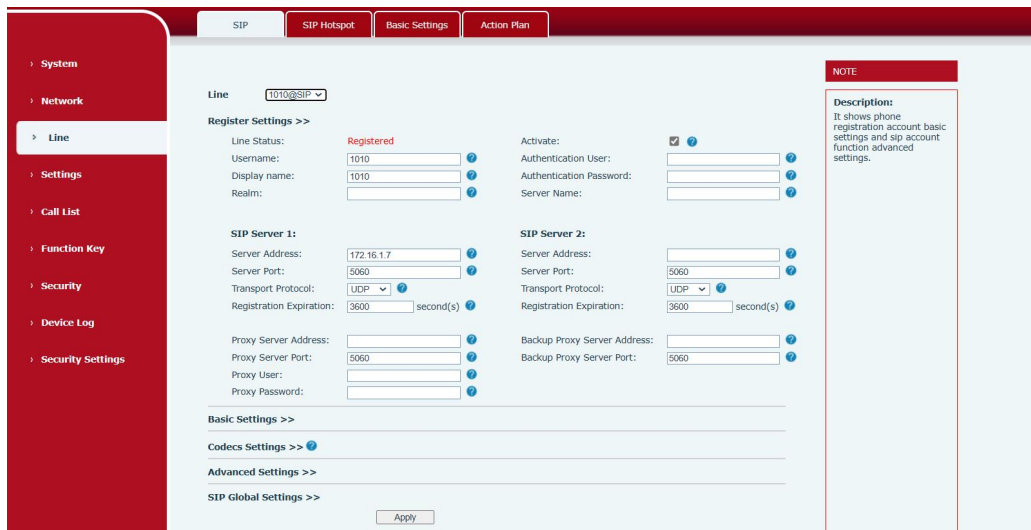 SIP SIP Hotspot Basic Settings Action Plan
› System
› Network
› Line
› Settings
› Call List
› Function Key
› Security
› Device Log
› Security Settings
Line 1010@SIP
Register Settings >>
Line Status: Registered Activate: ?
Username: 1010 ? Authentication User: ?
Display name: 1010 ? Authentication Password: ?
Realm: ? Server Name: ?
SIP Server 1: SIP Server 2:
Server Address: 172.16.1.7 ? Server Address: ?
Server Port: 5060 ? Server Port: 5060 ?
Transport Protocol: UDP ? Transport Protocol: UDP ?
Registration Expiration: 3600 second(s) ? Registration Expiration: 3600 second(s) ?
Proxy Server Address: ? Backup Proxy Server Address: ?
Proxy Server Port: 5060 ? Backup Proxy Server Port: 5060 ?
Proxy User: ?
Proxy Password: ?
Basic Settings >>
Codecs Settings >> ?
Advanced Settings >>
SIP Global Settings >>
Apply
NOTE
Description:
It shows phone
registration account basic
settings and sip account
function advanced
settings.